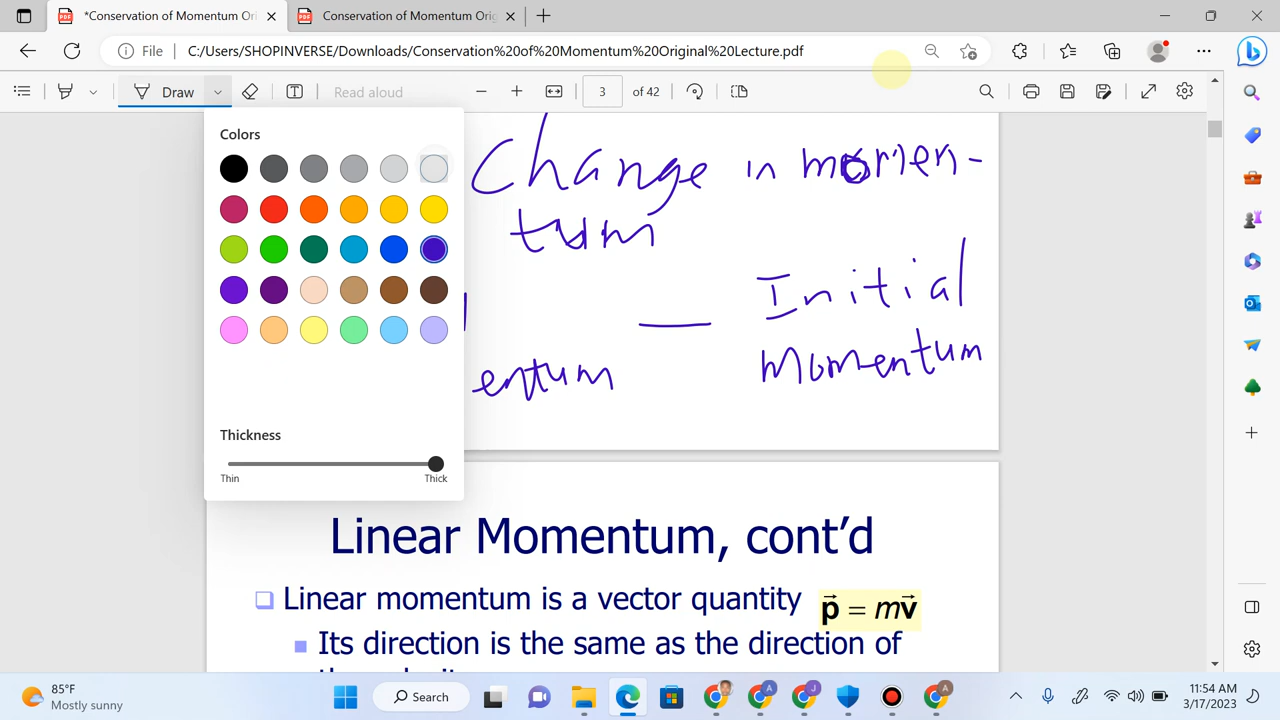 *Conservation of Momentum Ori
Conservation of Momentum Orig
File
C:/Users/SHOPINVERSE/Downloads/Conservation%20of%20Momentum%20Original%20Lecture.pdf
Draw
Read aloud
3
of 42
Colors
Change in momen-
tum
Initial
entum — Momentum
Thickness
Thin
Thick
Linear Momentum, cont'd
Linear momentum is a vector quantity p⃗ = mv⃗
Its direction is the same as the direction of
85°F
Mostly sunny
Search
11:54 AM
3/17/2023